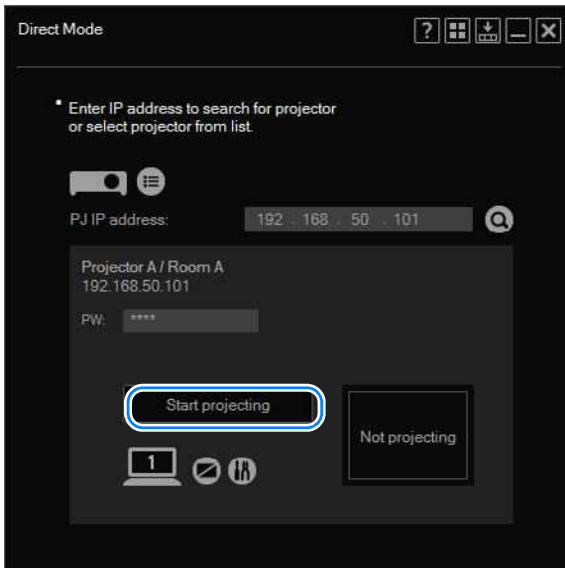 Direct Mode
?
Enter IP address to search for projector
or select projector from list.
PJ IP address: 192 . 168 . 50 . 101
Projector A / Room A
192.168.50.101
PW: ****
Start projecting
Not projecting
1